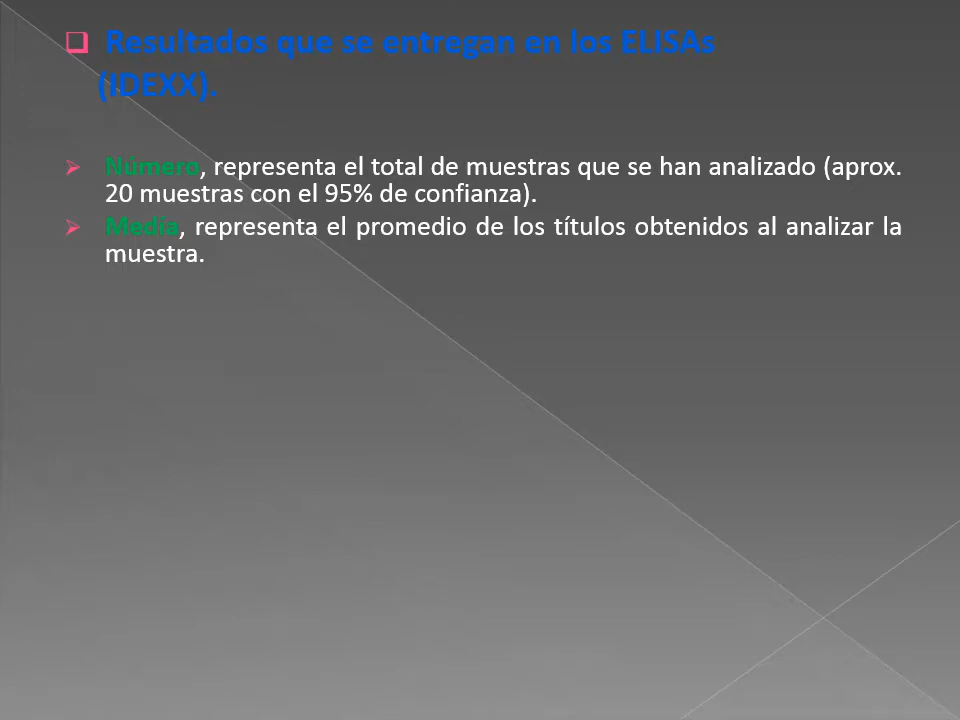 Resultados que se entregan en los ELISAs
(IDEXX).
Número, representa el total de muestras que se han analizado (aprox.
20 muestras con el 95% de confianza).
Medía, representa el promedio de los títulos obtenidos al analizar la
muestra.